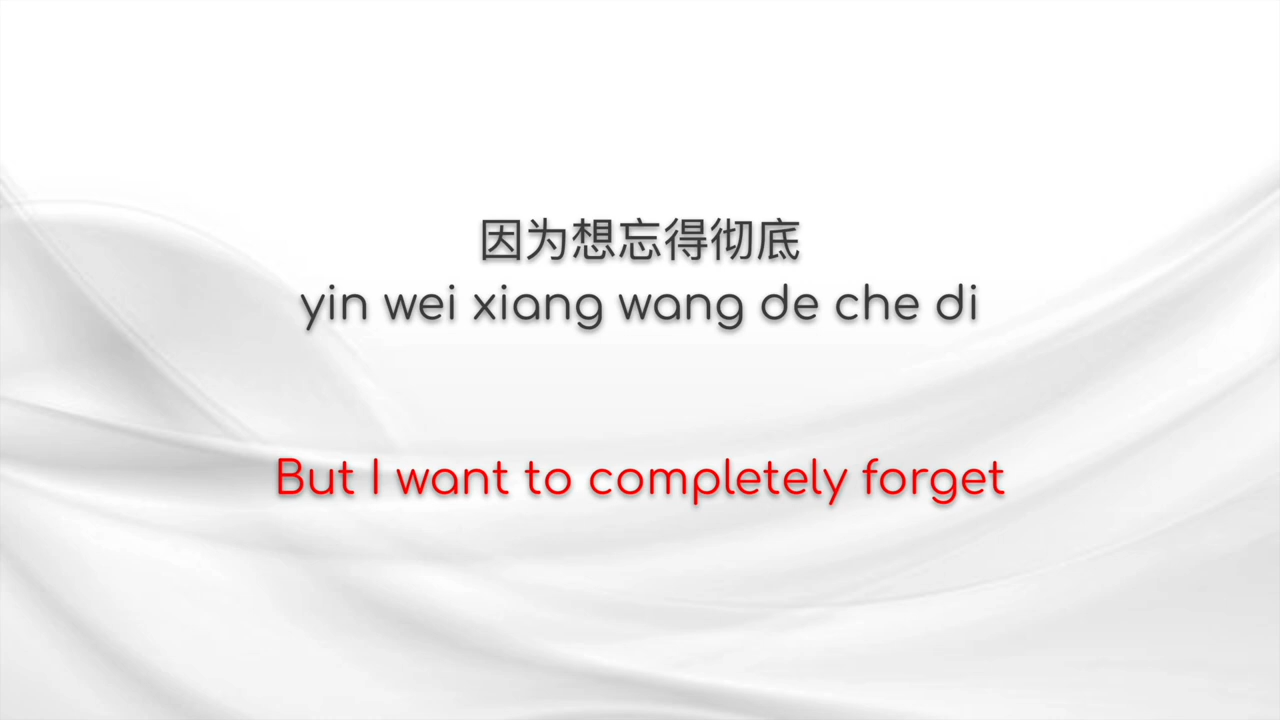 因为想忘得彻底
yin wei xiang wang de che di
But I want to completely forget